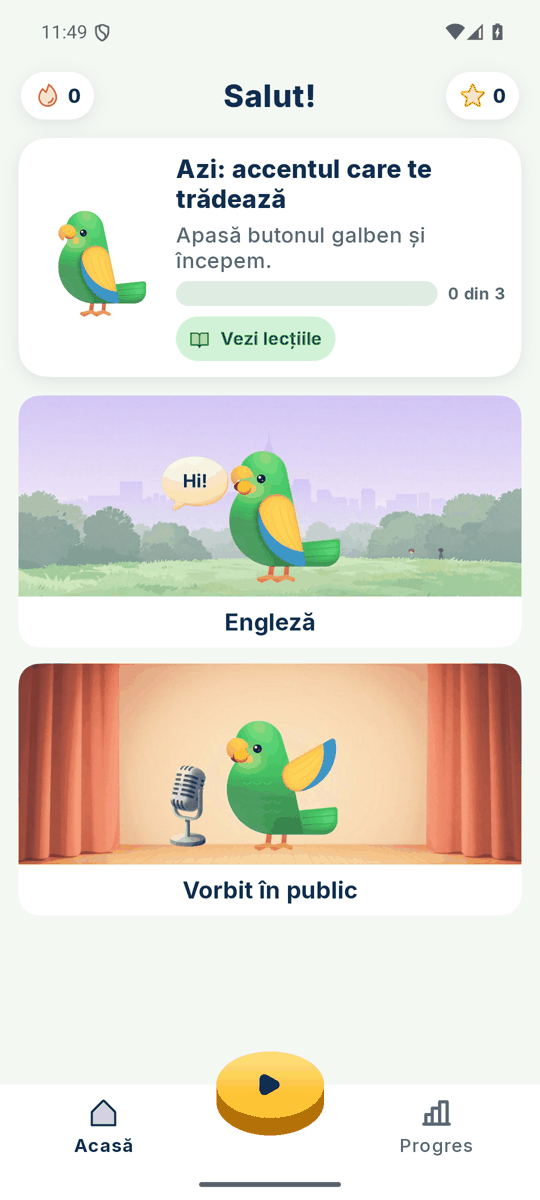 11:49
0
Salut!
0
Azi: accentul care te
trădează
Apasă butonul galben și
începem.
0 din 3
Vezi lecțiile
Hi!
Engleză
Vorbit în public
Acasă
Progres